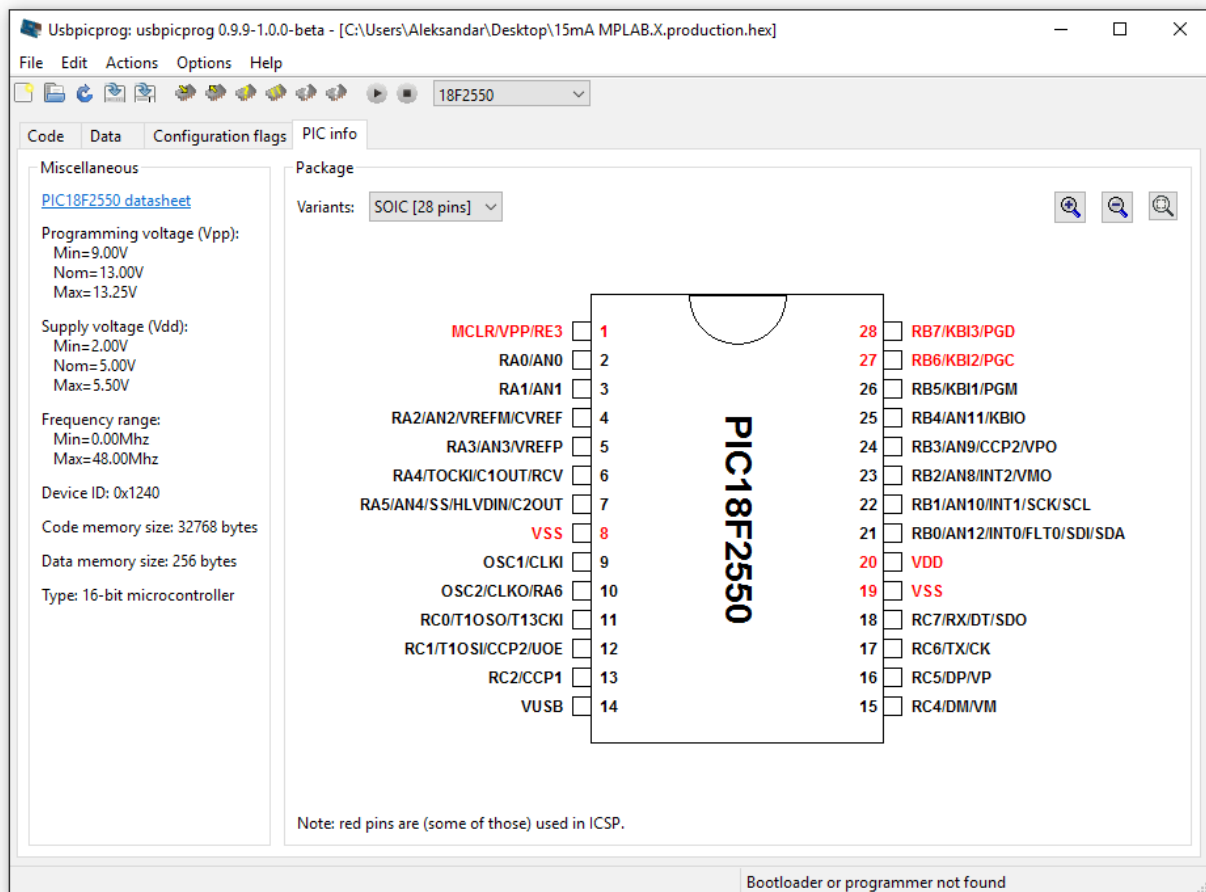 Usbpicprog: usbpicprog 0.9.9-1.0.0-beta - [C:\Users\Aleksandar\Desktop\15mA MPLAB.X.production.hex]
File Edit Actions Options Help
18F2550
Code Data Configuration flags PIC info
Miscellaneous
PIC18F2550 datasheet
Programming voltage (Vpp):
Min=9.00V
Nom=13.00V
Max=13.25V
Supply voltage (Vdd):
Min=2.00V
Nom=5.00V
Max=5.50V
Frequency range:
Min=0.00Mhz
Max=48.00Mhz
Device ID: 0x1240
Code memory size: 32768 bytes
Data memory size: 256 bytes
Type: 16-bit microcontroller
Package
Variants: SOIC [28 pins]
MCLR/VPP/RE3 1 28 RB7/KBI3/PGD
RA0/AN0 2 27 RB6/KBI2/PGC
RA1/AN1 3 26 RB5/KBI1/PGM
RA2/AN2/VREFM/CVREF 4 25 RB4/AN11/KBIO
RA3/AN3/VREFP 5 24 RB3/AN9/CCP2/VPO
RA4/TOCKI/C1OUT/RCV 6 23 RB2/AN8/INT2/VMO
RA5/AN4/SS/HLVDIN/C2OUT 7 22 RB1/AN10/INT1/SCK/SCL
VSS 8 21 RB0/AN12/INT0/FLT0/SDI/SDA
OSC1/CLKI 9 20 VDD
OSC2/CLKO/RA6 10 19 VSS
RC0/T1OSO/T13CKI 11 18 RC7/RX/DT/SDO
RC1/T1OSI/CCP2/UOE 12 17 RC6/TX/CK
RC2/CCP1 13 16 RC5/DP/VP
VUSB 14 15 RC4/DM/VM
PIC18F2550
Note: red pins are (some of those) used in ICSP.
Bootloader or programmer not found